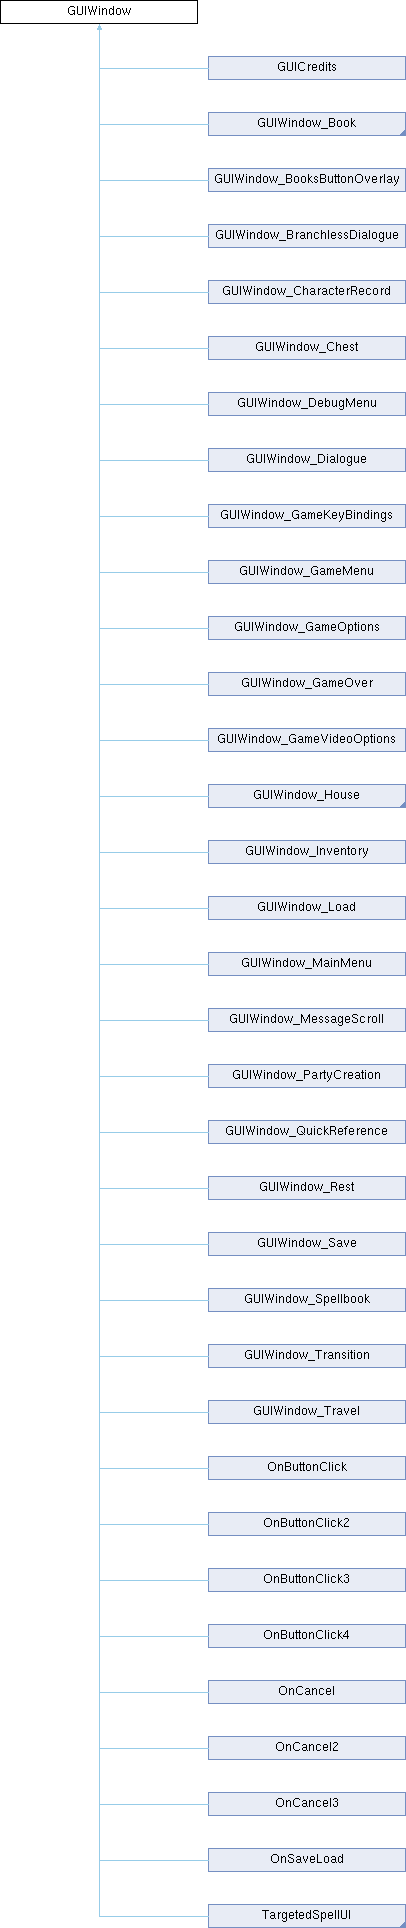 GUIWindow
GUICredits
GUIWindow_Book
GUIWindow_BooksButtonOverlay
GUIWindow_BranchlessDialogue
GUIWindow_CharacterRecord
GUIWindow_Chest
GUIWindow_DebugMenu
GUIWindow_Dialogue
GUIWindow_GameKeyBindings
GUIWindow_GameMenu
GUIWindow_GameOptions
GUIWindow_GameOver
GUIWindow_GameVideoOptions
GUIWindow_House
GUIWindow_Inventory
GUIWindow_Load
GUIWindow_MainMenu
GUIWindow_MessageScroll
GUIWindow_PartyCreation
GUIWindow_QuickReference
GUIWindow_Rest
GUIWindow_Save
GUIWindow_Spellbook
GUIWindow_Transition
GUIWindow_Travel
OnButtonClick
OnButtonClick2
OnButtonClick3
OnButtonClick4
OnCancel
OnCancel2
OnCancel3
OnSaveLoad
TargetedSpellUI